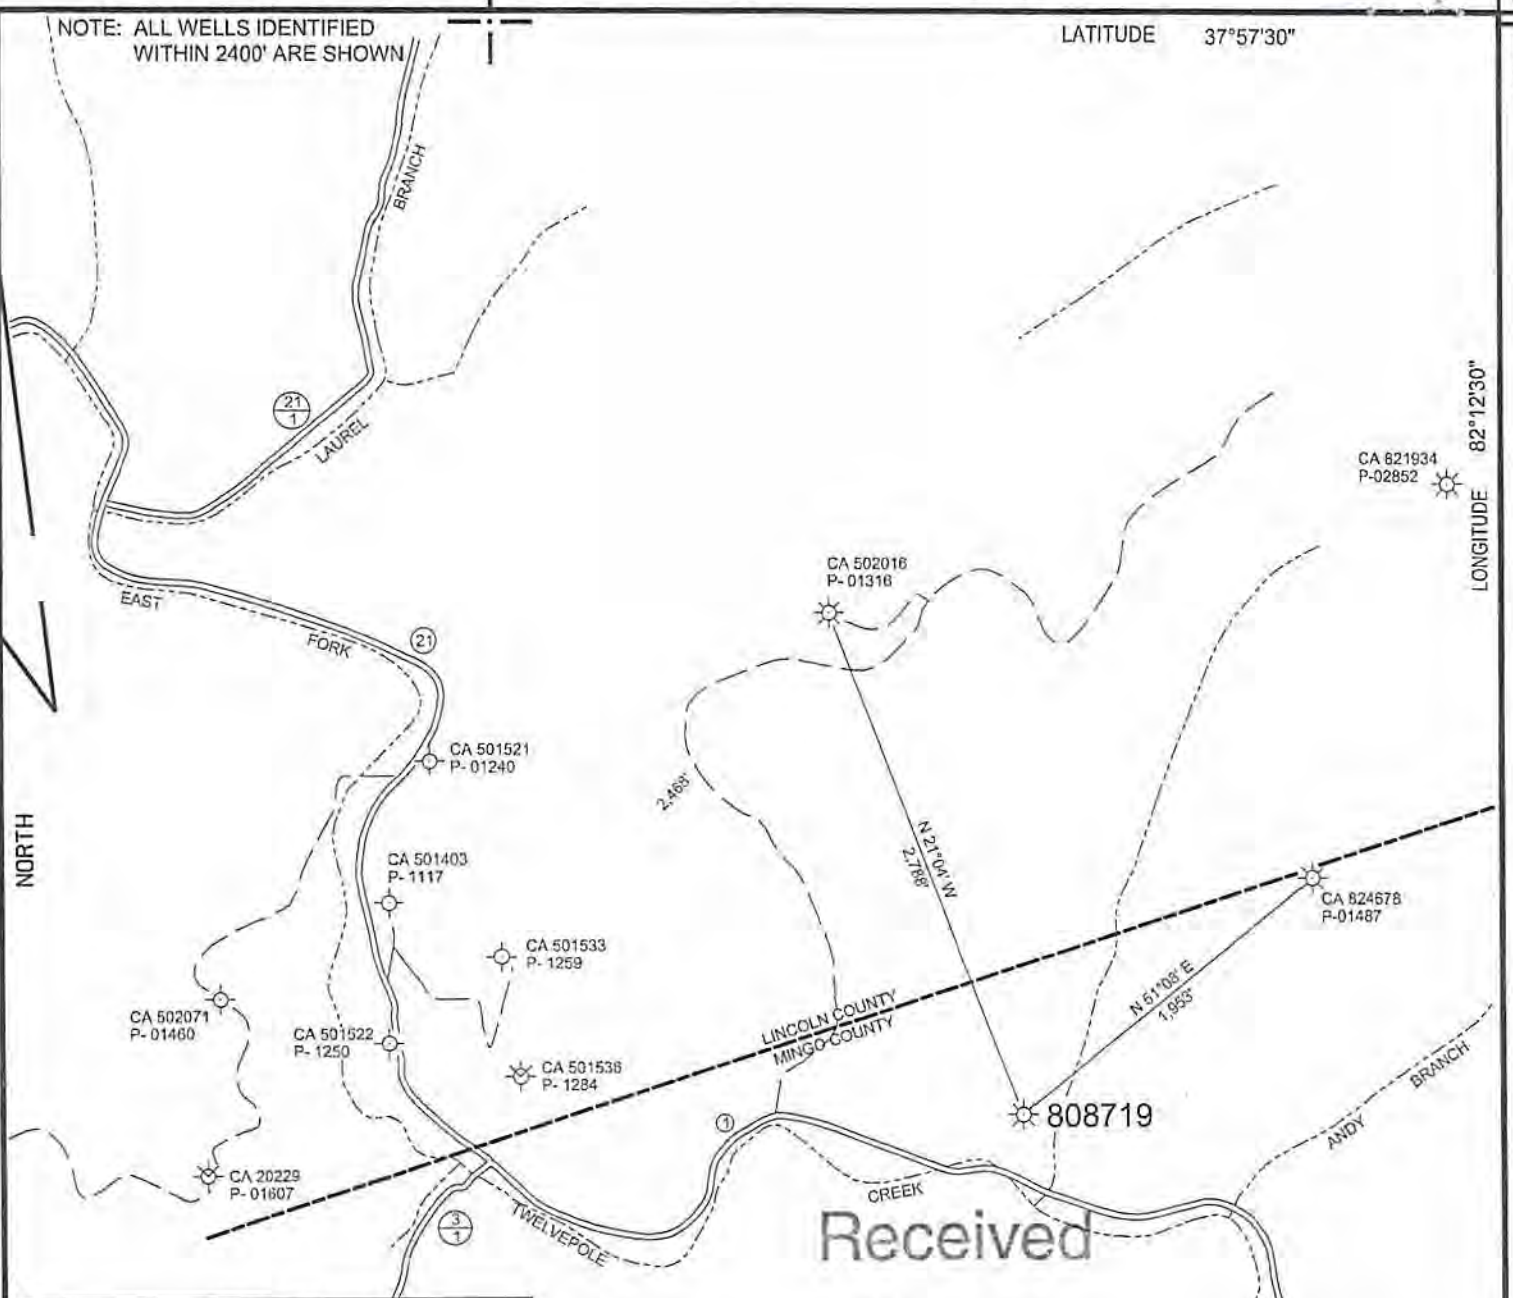 NOTE: ALL WELLS IDENTIFIED
WITHIN 2400' ARE SHOWN
LATITUDE 37°57'30"
BRANCH
21
1
LAUREL
LONGITUDE 82°12'30"
CA 821934
P-02852
CA 502016
P- 01316
EAST
FORK
21
CA 501521
P- 01240
2,468'
NORTH
CA 501403
P- 1117
N 21°04' W
2,788'
CA 824678
P-01487
CA 501533
P- 1259
N 51°08' E
1,953'
CA 502071
P- 01460
CA 501522
P- 1250
LINCOLN COUNTY
MINGO COUNTY
CA 501536
P- 1284
808719
BRANCH
ANDY
1
CA 20229
P- 01607
CREEK
3
1
TWELVEPOLE
Received